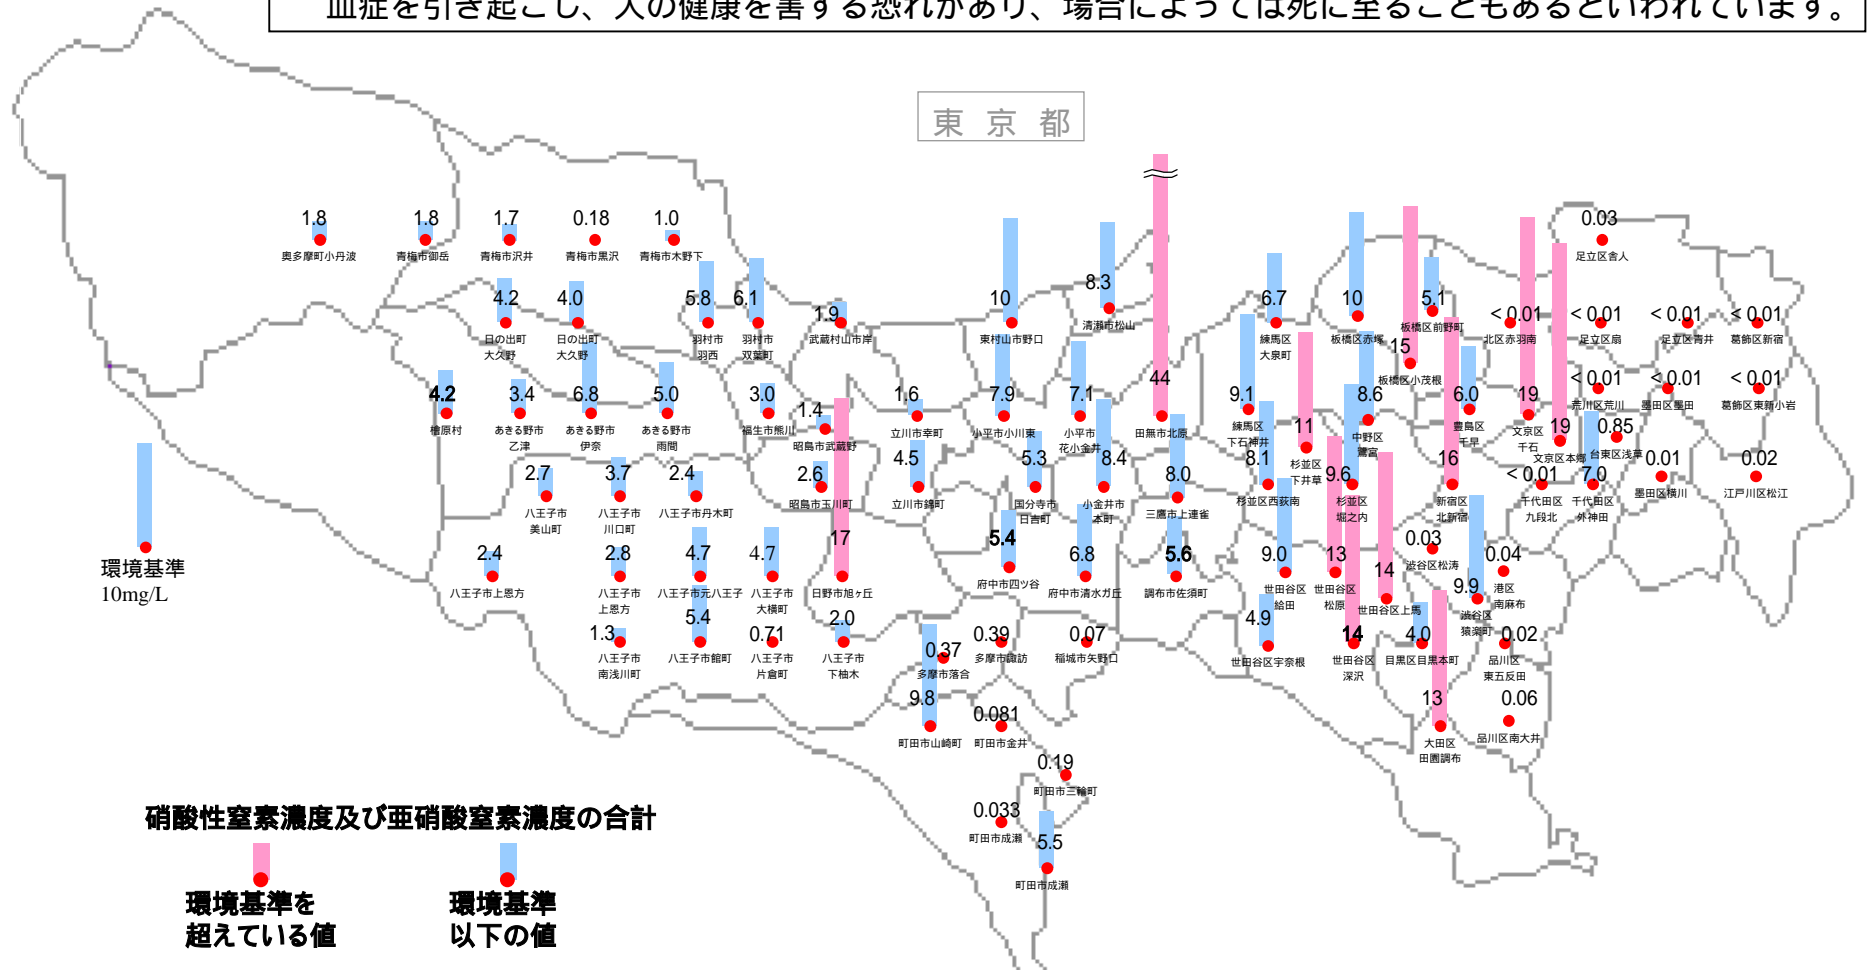 血症を引き起こし、人の健康を害する恐れがあり、場合によっては死に至ることもあるといわれています。
東京都
1.8
奥多摩町小丹波
1.8
青梅市御岳
1.7
青梅市沢井
0.18
青梅市黒沢
1.0
青梅市木野下
0.03
足立区舎人
4.2
日の出町
大久野
4.0
日の出町
大久野
5.8
羽村市
羽西
6.1
羽村市
双葉町
1.9
武蔵村山市岸
10
東村山市野口
8.3
清瀬市松山
44
田無市北原
6.7
練馬区
大泉町
10
板橋区赤塚
15
板橋区小茂根
5.1
板橋区前野町
< 0.01
北区赤羽南
< 0.01
足立区扇
< 0.01
足立区青井
< 0.01
葛飾区新宿
4.2
檜原村
3.4
あきる野市
乙津
6.8
あきる野市
伊奈
5.0
あきる野市
雨間
3.0
福生市熊川
1.4
昭島市武蔵野
1.6
立川市幸町
7.9
小平市小川東
7.1
小平市
花小金井
9.1
練馬区
下石神井
11
杉並区
下井草
8.6
中野区
鷺宮
6.0
豊島区
千早
19
文京区
千石
19
文京区本郷
< 0.01
荒川区荒川
< 0.01
墨田区墨田
< 0.01
葛飾区東新小岩
0.85
台東区浅草
2.7
八王子市
美山町
3.7
八王子市
川口町
2.4
八王子市丹木町
2.6
昭島市玉川町
4.5
立川市錦町
5.3
国分寺市
日吉町
8.4
小金井市
本町
8.0
三鷹市上連雀
8.1
杉並区西荻南
9.6
杉並区
堀之内
16
新宿区
北新宿
< 0.01
千代田区
九段北
7.0
千代田区
外神田
0.01
墨田区横川
0.02
江戸川区松江
環境基準
10mg/L
2.4
八王子市上恩方
2.8
八王子市
上恩方
4.7
八王子市元八王子
4.7
八王子市
大横町
17
日野市旭ヶ丘
5.4
府中市四ツ谷
6.8
府中市清水ガ丘
5.6
調布市佐須町
9.0
世田谷区
絵田
13
世田谷区
松原
14
世田谷区上馬
0.03
渋谷区松涛
9.9
渋谷区
猿楽町
0.04
港区
南麻布
1.3
八王子市
南浅川町
5.4
八王子市館町
0.71
八王子市
片倉町
2.0
八王子市
下柚木
0.37
多摩市落合
0.39
多摩市諏訪
0.07
稲城市矢野口
4.9
世田谷区宇奈根
14
世田谷区
深沢
4.0
目黒区目黒本町
0.02
品川区
東五反田
9.8
町田市山崎町
0.081
町田市金井
13
大田区
田園調布
0.06
品川区南大井
0.19
町田市三輪町
0.033
町田市成瀬
5.5
町田市成瀬
硝酸性窒素濃度及び亜硝酸窒素濃度の合計
環境基準を
超えている値
環境基準
以下の値